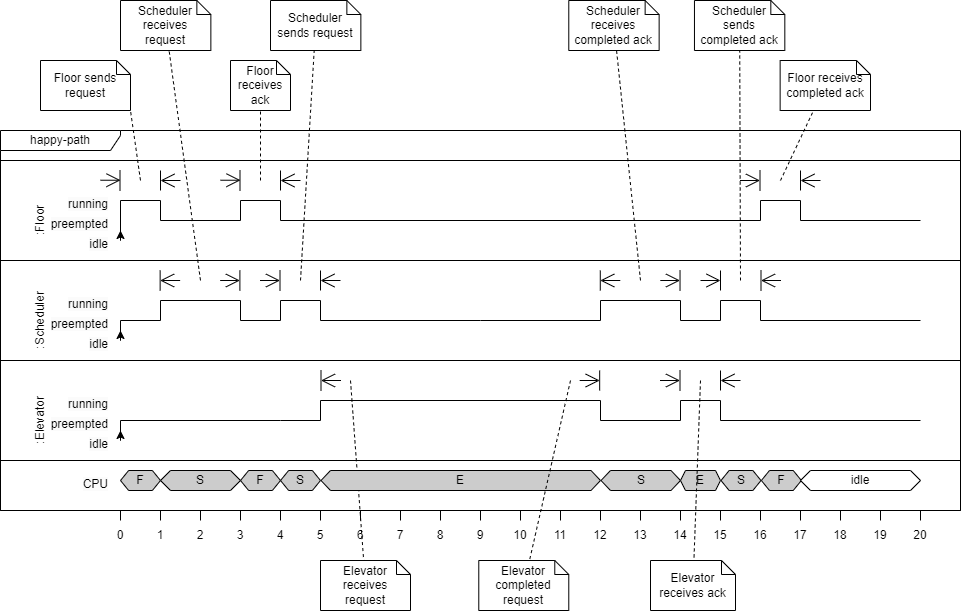 Scheduler
receives
request
Scheduler
sends request
Scheduler
receives
completed ack
Scheduler
sends
completed ack
Floor sends
request
Floor
receives
ack
Floor receives
completed ack
happy-path
:Floor
running
preempted
idle
:Scheduler
running
preempted
idle
:Elevator
running
preempted
idle
CPU
F
S
F
S
E
S
E
S
F
idle
0 1 2 3 4 5 6 7 8 9 10 11 12 13 14 15 16 17 18 19 20
Elevator
receives
request
Elevator
completed
request
Elevator
receives ack